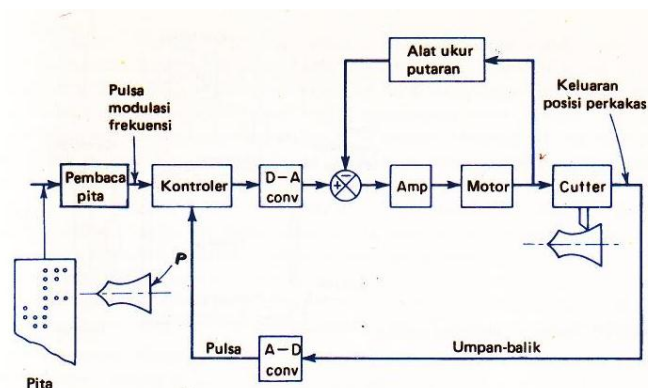 Alat ukur
putaran
Keluaran
posisi perkakas
Pulsa
modulasi
frekuensi
Pembaca
pita
Kontroler
D-A
conv
+
-
Amp
Motor
Cutter
P
Pulsa
A-D
conv
Umpan-balik
Pita